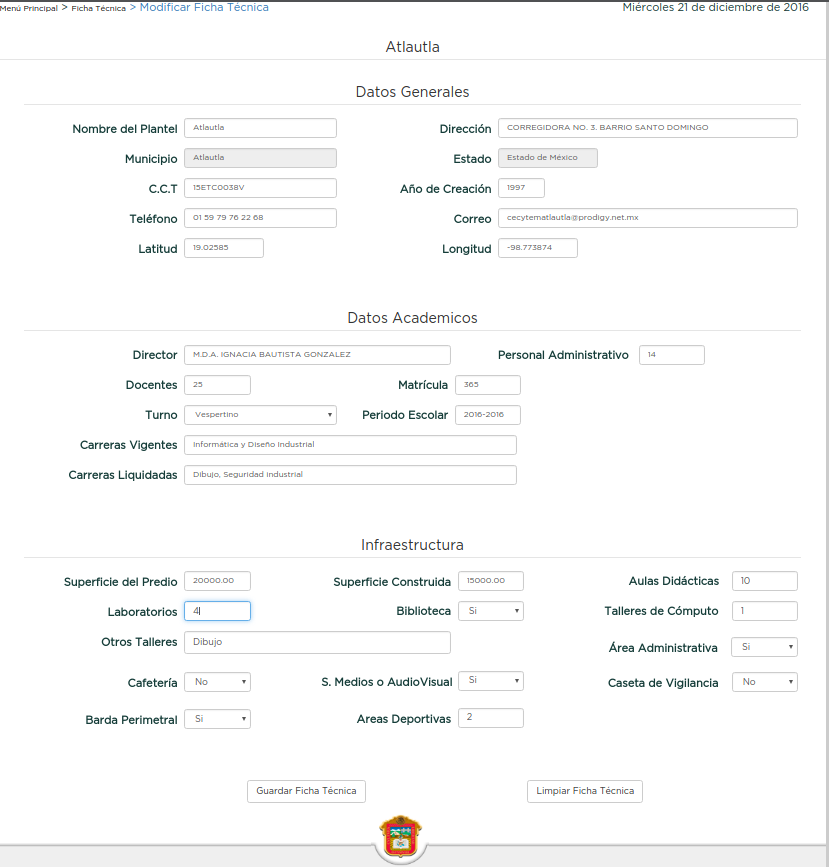 Menú Principal > Ficha Técnica > Modificar Ficha Técnica Miércoles 21 de diciembre de 2016
Atlautla
Datos Generales
Nombre del Plantel Atlautla Dirección CORREGIDORA NO. 3. BARRIO SANTO DOMINGO
Municipio Atlautla Estado Estado de México
C.C.T 15ETC0038V Año de Creación 1997
Teléfono 01 59 79 76 22 68 Correo cecytematlautla@prodigy.net.mx
Latitud 19.02585 Longitud -98.773874
Datos Academicos
Director M.D.A. IGNACIA BAUTISTA GONZALEZ Personal Administrativo 14
Docentes 25 Matrícula 365
Turno Vespertino Periodo Escolar 2016-2016
Carreras Vigentes Informática y Diseño Industrial
Carreras Liquidadas Dibujo, Seguridad industrial
Infraestructura
Superficie del Predio 20000.00 Superficie Construida 15000.00 Aulas Didácticas 10
Laboratorios 4 Biblioteca Si Talleres de Cómputo 1
Otros Talleres Dibujo Área Administrativa Si
Cafetería No S. Medios o AudioVisual Si Caseta de Vigilancia No
Barda Perimetral Si Areas Deportivas 2
Guardar Ficha Técnica Limpiar Ficha Técnica